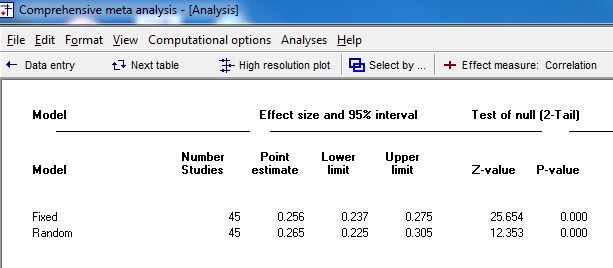 Comprehensive meta analysis - [Analysis]
File Edit Format View Computational options Analyses Help
Data entry Next table High resolution plot Select by ... Effect measure: Correlation
Model Effect size and 95% interval Test of null (2-Tail)
Number Point Lower Upper
Model Studies estimate limit limit Z-value P-value
Fixed 45 0.256 0.237 0.275 25.654 0.000
Random 45 0.265 0.225 0.305 12.353 0.000